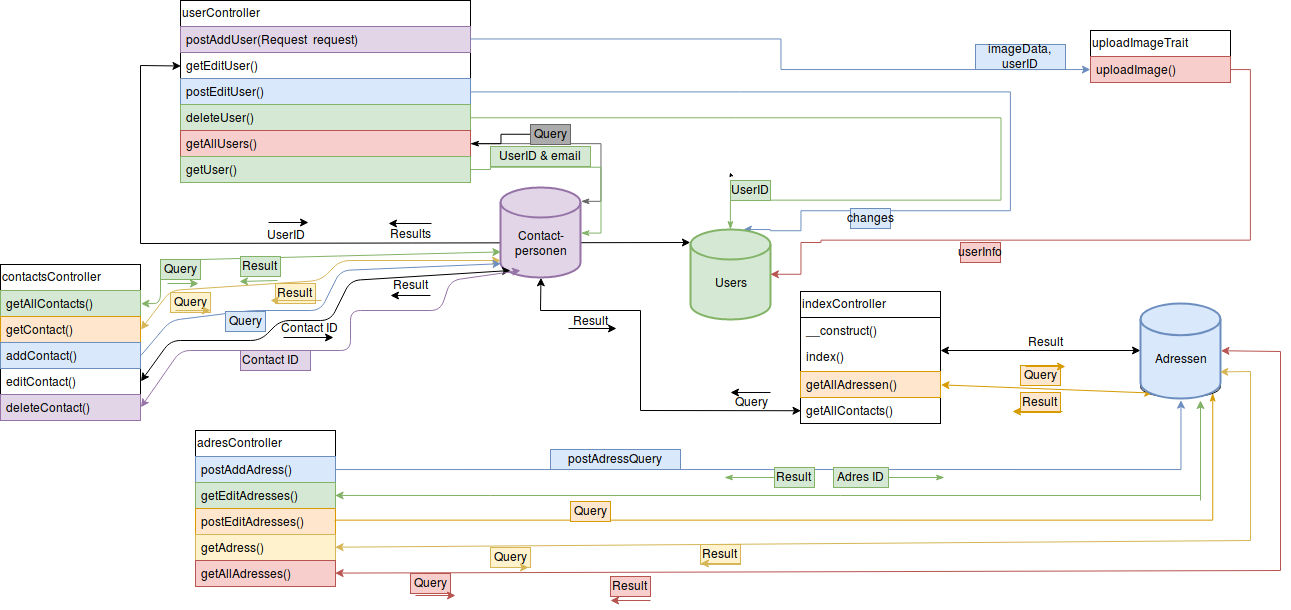 userController
postAddUser(Request request)
getEditUser()
postEditUser()
deleteUser()
getAllUsers()
getUser()
imageData,
userID
uploadImageTrait
uploadImage()
Query
UserID & email
UserID
changes
userInfo
UserID
Results
Contact-
personen
Users
contactsController
getAllContacts()
getContact()
addContact()
editContact()
deleteContact()
Query
Result
Query
Result
Query
Result
Contact ID
Contact ID
Result
Query
indexController
__construct()
index()
getAllAdressen()
getAllContacts()
Result
Query
Result
Adressen
adresController
postAddAdress()
getEditAdresses()
postEditAdresses()
getAdress()
getAllAdresses()
postAdressQuery
Result
Adres ID
Query
Query
Result
Query
Result